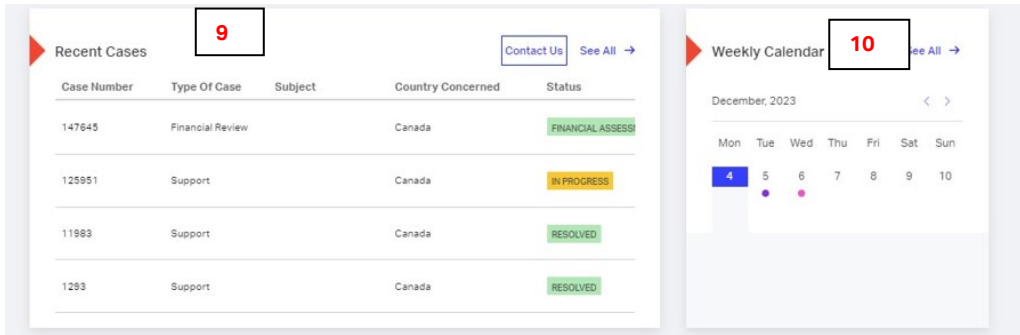 Recent Cases
9
Contact Us
See All →
Case Number Type Of Case Subject Country Concerned Status
147645 Financial Review Canada FINANCIAL ASSESSM
125951 Support Canada IN PROGRESS
11983 Support Canada RESOLVED
1293 Support Canada RESOLVED
Weekly Calendar
10
See All →
December, 2023 < >
Mon Tue Wed Thu Fri Sat Sun
4 5 6 7 8 9 10